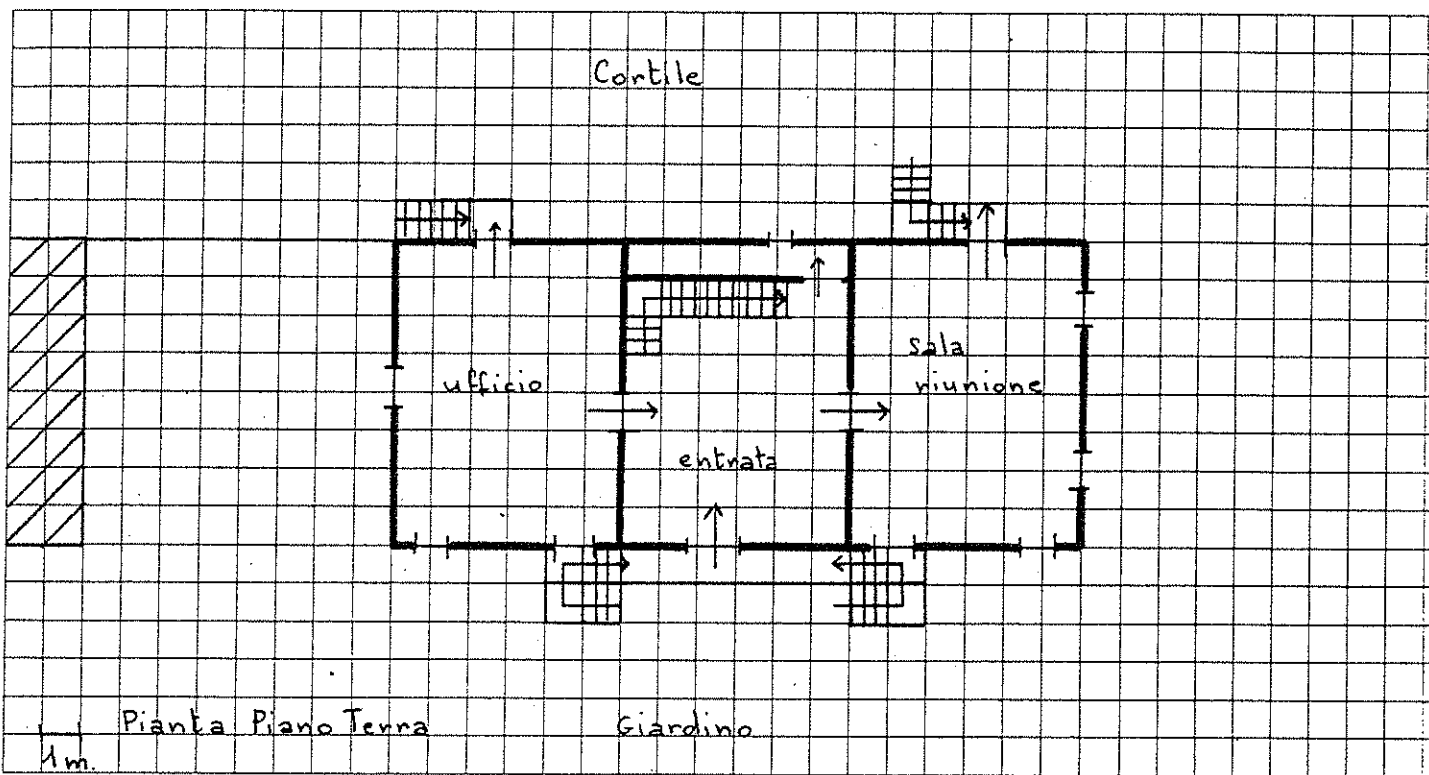 Cortile
sala
ufficio
riunione
entrata
Pianta Piano Terra
Giardino
1m.